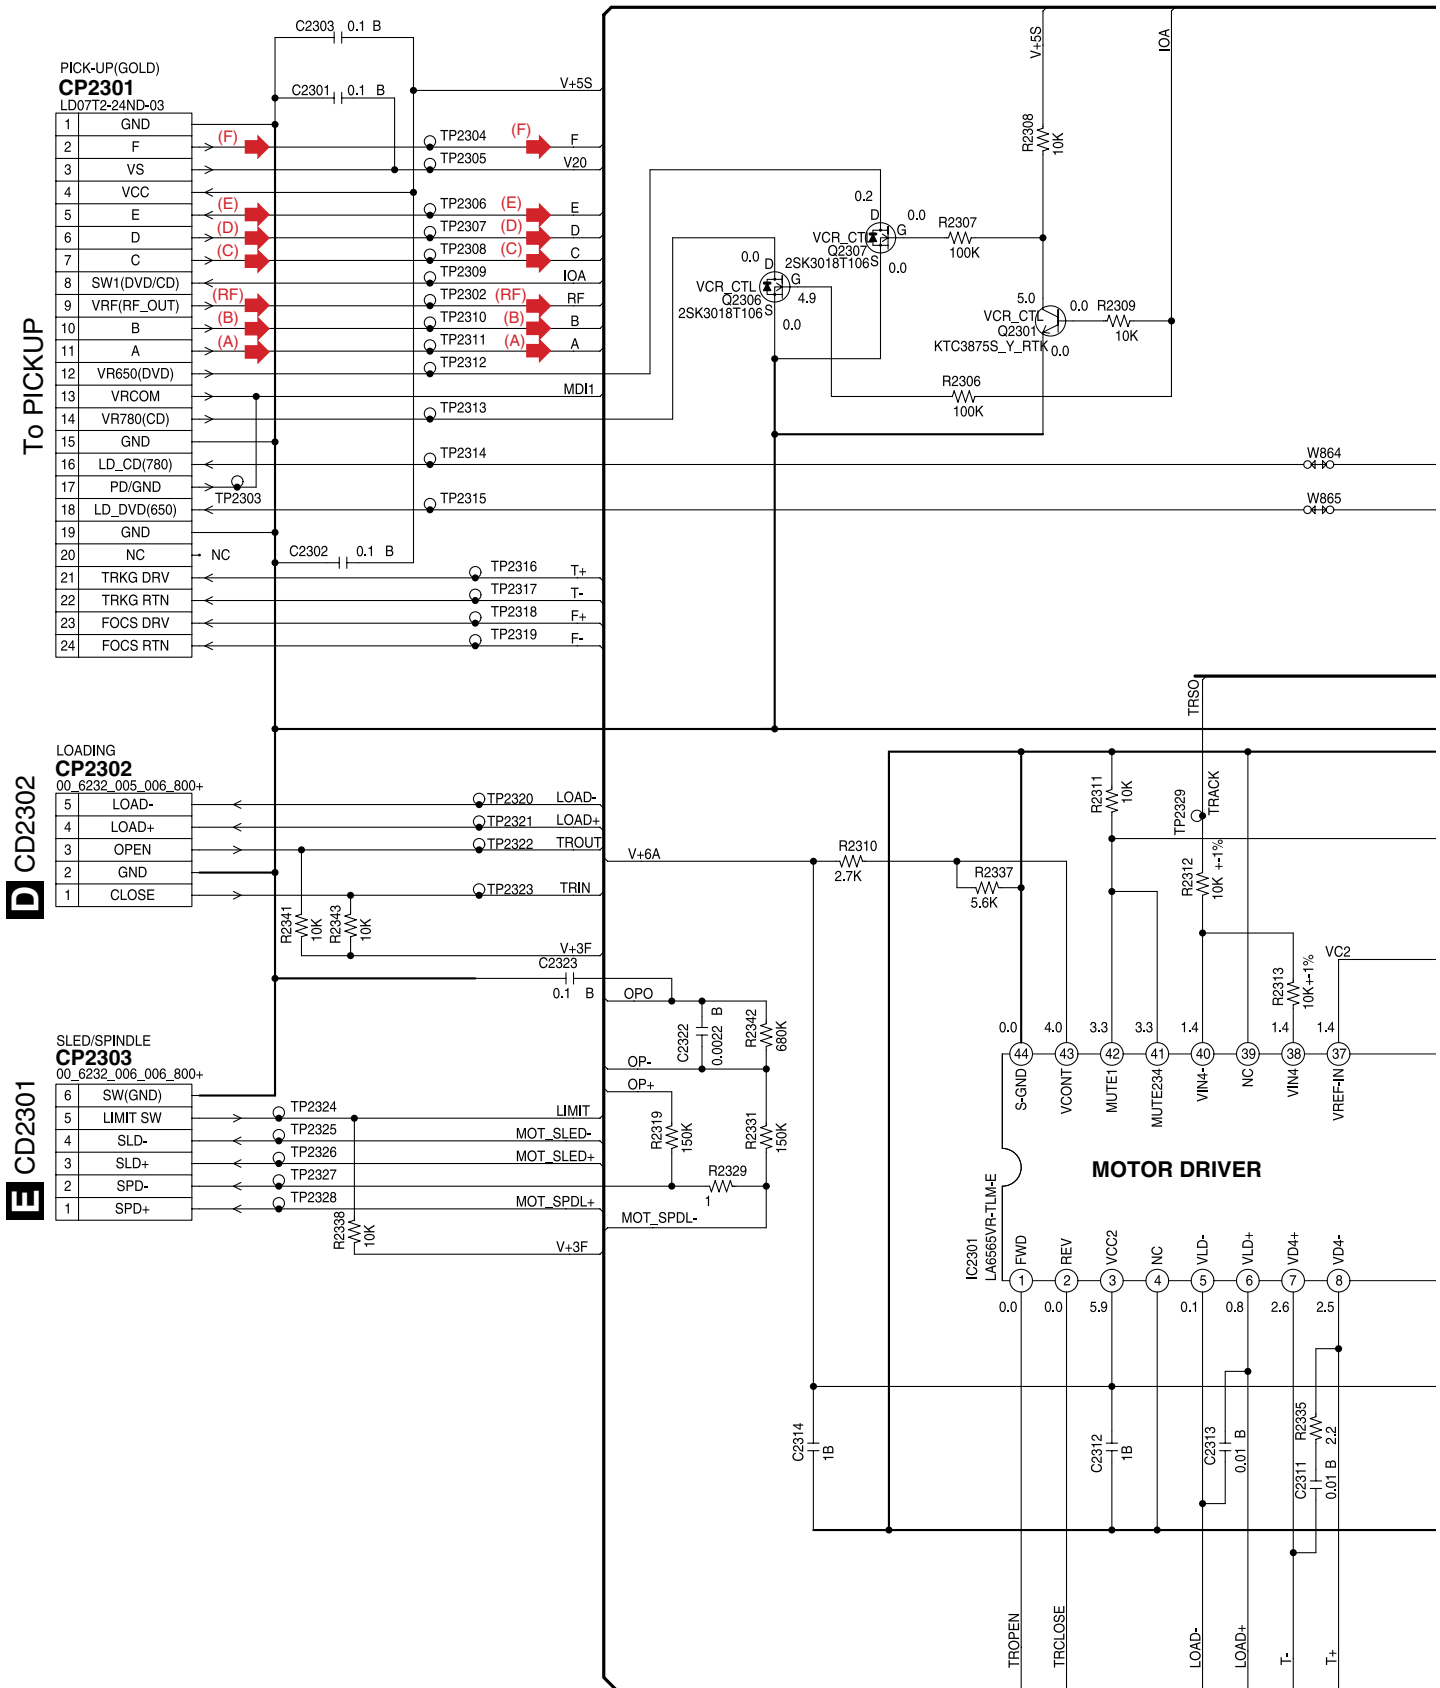 C2303 0.1 B
PICK-UP(GOLD)
CP2301
LD07T2-24ND-03
C2301 0.1 B
V+5S
1 GND
2 F (F) TP2304 (F) F
3 VS TP2305 V20
4 VCC
5 E (E) TP2306 (E) E
6 D (D) TP2307 (D) D
7 C (C) TP2308 (C) C
8 SW1(DVD/CD) TP2309 IOA
9 VRF(RF_OUT) (RF) TP2302 (RF) RF
10 B (B) TP2310 (B) B
11 A (A) TP2311 (A) A
12 VR650(DVD) TP2312
13 VRCOM MDI1
14 VR780(CD) TP2313
15 GND
16 LD_CD(780) TP2314
17 PD/GND TP2303
18 LD_DVD(650) TP2315
19 GND
20 NC NC
21 TRKG DRV TP2316 T+
22 TRKG RTN TP2317 T-
23 FOCS DRV TP2318 F+
24 FOCS RTN TP2319 F-
C2302 0.1 B
To PICKUP
V+5S
IOA
R2308
10K
0.2
D
0.0
G
VCR_CTL
Q2307
2SK3018T106
S
0.0
R2307
100K
0.0
D
G
VCR_CTL
Q2306
4.9
2SK3018T106
S
0.0
5.0
0.0
VCR_CTL
Q2301
KTC3875S_Y_RTK
0.0
R2309
10K
R2306
100K
W864
W865
LOADING
CP2302
00_6232_005_006_800+
5 LOAD- TP2320 LOAD-
4 LOAD+ TP2321 LOAD+
3 OPEN TP2322 TROUT
2 GND
1 CLOSE TP2323 TRIN
D CD2302
R2341
10K
R2343
10K
V+3F
C2323
0.1 B
SLED/SPINDLE
CP2303
00_6232_006_006_800+
6 SW(GND)
5 LIMIT SW TP2324 LIMIT
4 SLD- TP2325 MOT_SLED-
3 SLD+ TP2326 MOT_SLED+
2 SPD- TP2327
1 SPD+ TP2328 MOT_SPDL+
E CD2301
R2338
10K
V+3F
V+6A
OPO
OP-
OP+
C2322
0.0022 B
R2342
680K
R2319
150K
R2331
150K
R2329
1
MOT_SPDL-
R2310
2.7K
R2337
5.6K
R2311
10K
TRSO
TP2329
TRACK
R2312
10K +-1%
R2313
10K+-1%
VC2
0.0 4.0 3.3 3.3 1.4 1.4 1.4
44 43 42 41 40 39 38 37
S-GND
VCONT
MUTE1
MUTE234
VIN4-
NC
VIN4
VREF-IN
MOTOR DRIVER
IC2301
LA6565VR-TLM-E
FWD
REV
VCC2
NC
VLD-
VLD+
VD4+
VD4-
1 2 3 4 5 6 7 8
0.0 0.0 5.9 0.1 0.8 2.6 2.5
C2314
1B
C2312
1B
C2313
0.01 B
C2311
0.01 B
R2335
2.2
TROPEN
TRCLOSE
LOAD-
LOAD+
T-
T+